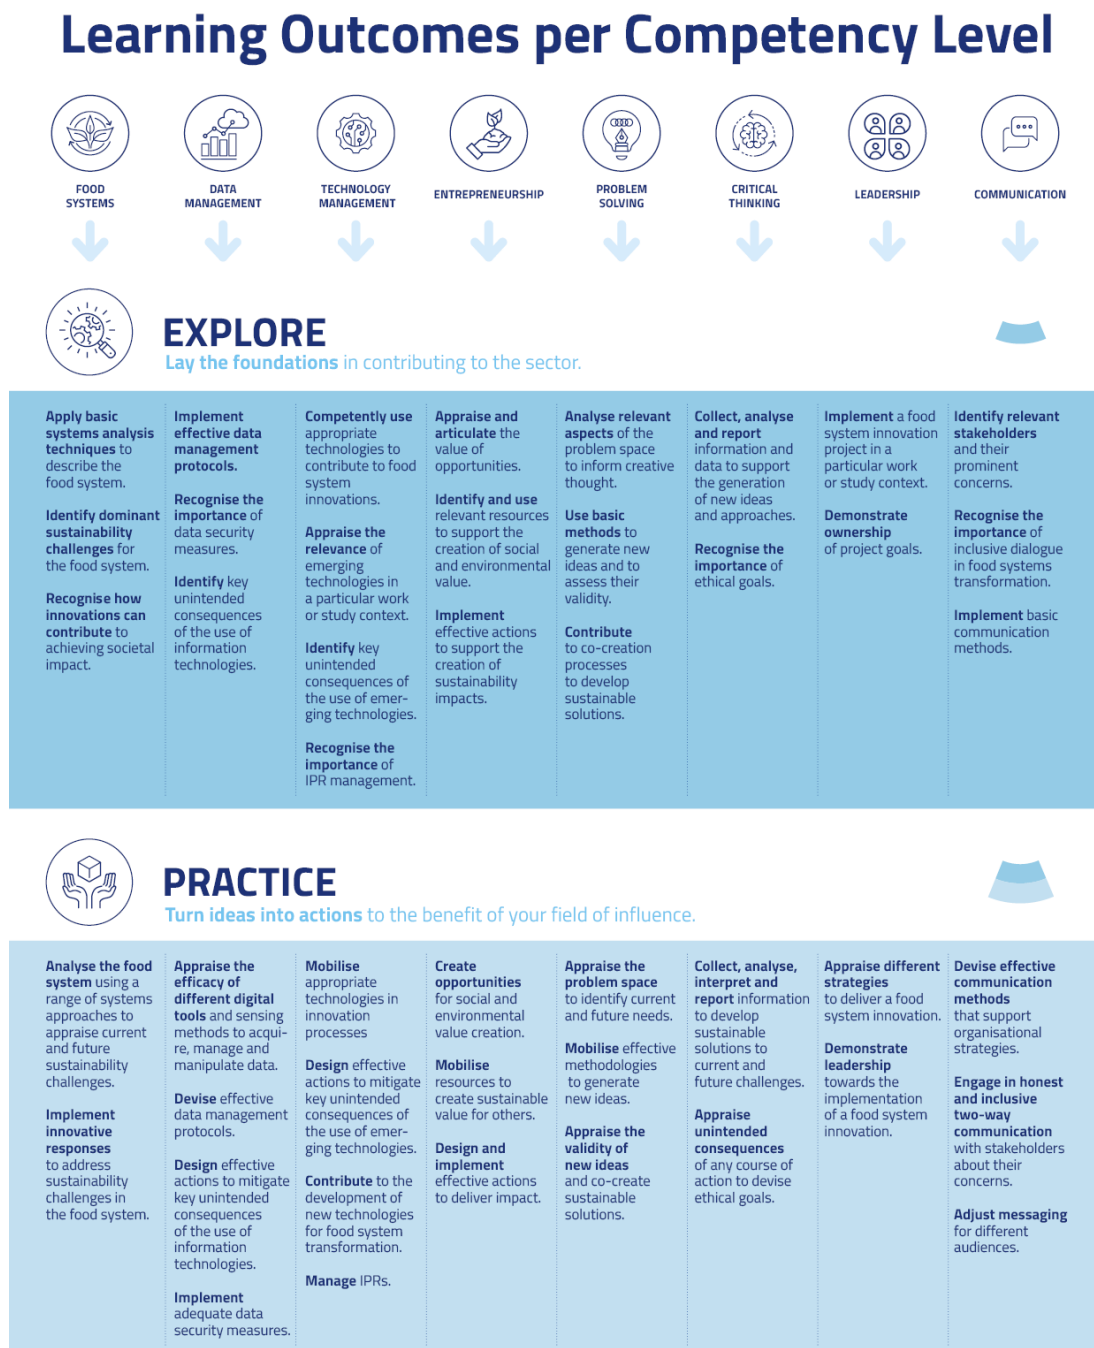 Learning Outcomes per Competency Level
FOOD
SYSTEMS
DATA
MANAGEMENT
TECHNOLOGY
MANAGEMENT
ENTREPRENEURSHIP
PROBLEM
SOLVING
CRITICAL
THINKING
LEADERSHIP
COMMUNICATION
EXPLORE
Lay the foundations in contributing to the sector.
Apply basic
systems analysis
techniques to
describe the
food system.
Identify dominant
sustainability
challenges for
the food system.
Recognise how
innovations can
contribute to
achieving societal
impact.
Implement
effective data
management
protocols.
Recognise the
importance of
data security
measures.
Identify key
unintended
consequences
of the use of
information
technologies.
Competently use
appropriate
technologies to
contribute to food
system
innovations.
Appraise the
relevance of
emerging
technologies in
a particular work
or study context.
Identify key
unintended
consequences of
the use of emer-
ging technologies.
Recognise the
importance of
IPR management.
Appraise and
articulate the
value of
opportunities.
Identify and use
relevant resources
to support the
creation of social
and environmental
value.
Implement
effective actions
to support the
creation of
sustainability
impacts.
Analyse relevant
aspects of the
problem space
to inform creative
thought.
Use basic
methods to
generate new
ideas and to
assess their
validity.
Contribute
to co-creation
processes
to develop
sustainable
solutions.
Collect, analyse
and report
information and
data to support
the generation
of new ideas
and approaches.
Recognise the
importance of
ethical goals.
Implement a food
system innovation
project in a
particular work
or study context.
Demonstrate
ownership
of project goals.
Identify relevant
stakeholders
and their
prominent
concerns.
Recognise the
importance of
inclusive dialogue
in food systems
transformation.
Implement basic
communication
methods.
PRACTICE
Turn ideas into actions to the benefit of your field of influence.
Analyse the food
system using a
range of systems
approaches to
appraise current
and future
sustainability
challenges.
Implement
innovative
responses
to address
sustainability
challenges in
the food system.
Appraise the
efficacy of
different digital
tools and sensing
methods to acqui-
re, manage and
manipulate data.
Devise effective
data management
protocols.
Design effective
actions to mitigate
key unintended
consequences
of the use of
information
technologies.
Implement
adequate data
security measures.
Mobilise
appropriate
technologies in
innovation
processes
Design effective
actions to mitigate
key unintended
consequences of
the use of emer-
ging technologies.
Contribute to the
development of
new technologies
for food system
transformation.
Manage IPRs.
Create
opportunities
for social and
environmental
value creation.
Mobilise
resources to
create sustainable
value for others.
Design and
implement
effective actions
to deliver impact.
Appraise the
problem space
to identify current
and future needs.
Mobilise effective
methodologies
to generate
new ideas.
Appraise the
validity of
new ideas
and co-create
sustainable
solutions.
Collect, analyse,
interpret and
report information
to develop
sustainable
solutions to
current and
future challenges.
Appraise
unintended
consequences
of any course of
action to devise
ethical goals.
Appraise different
strategies
to deliver a food
system innovation.
Demonstrate
leadership
towards the
implementation
of a food system
innovation.
Devise effective
communication
methods
that support
organisational
strategies.
Engage in honest
and inclusive
two-way
communication
with stakeholders
about their
concerns.
Adjust messaging
for different
audiences.